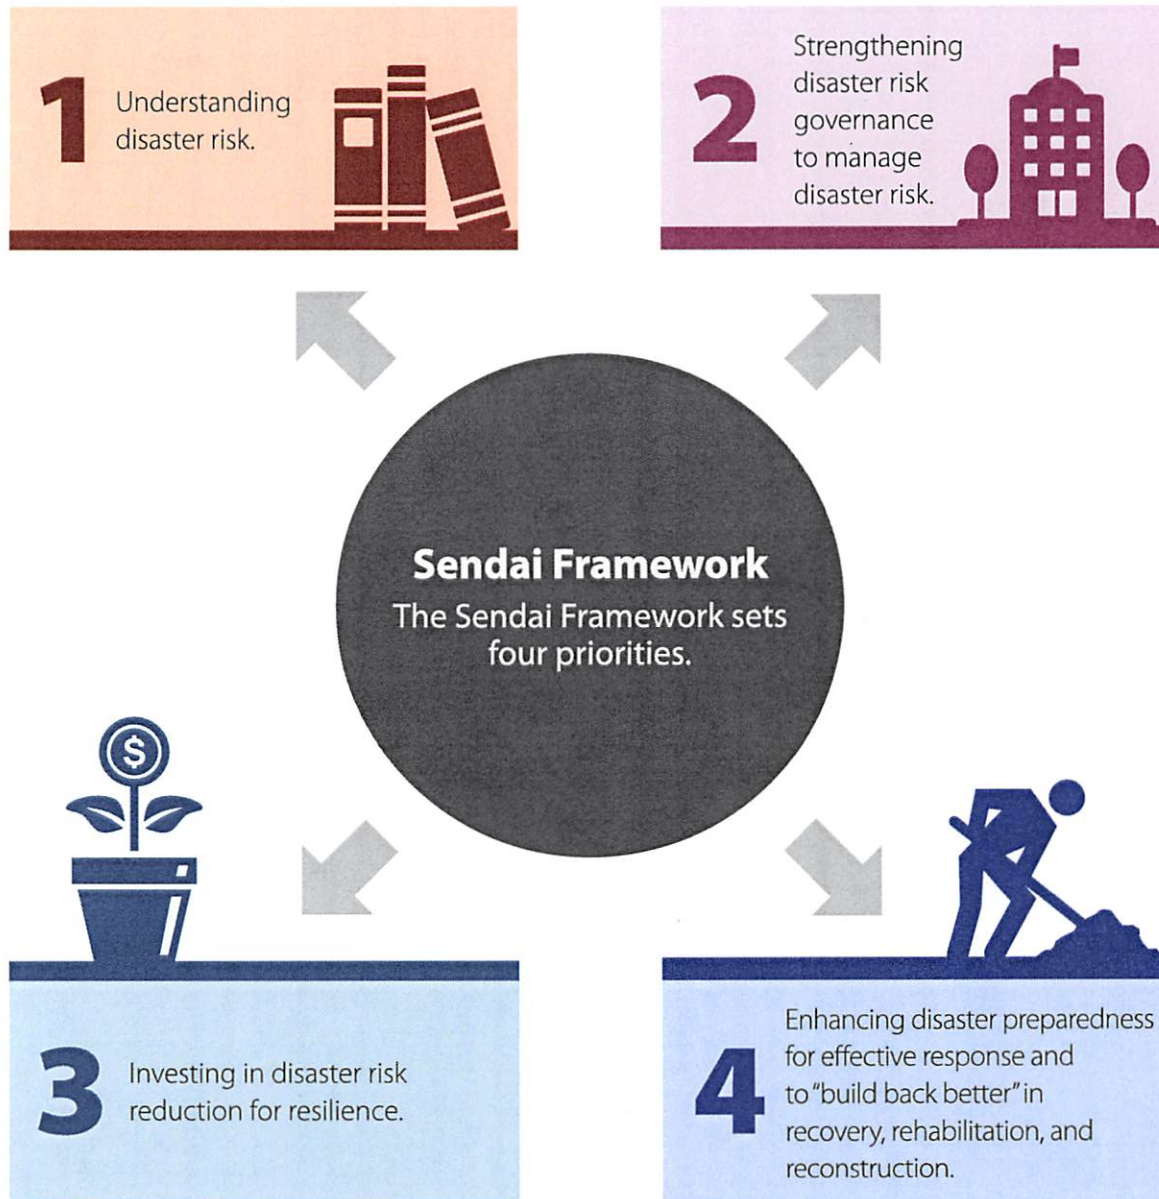 1
Understanding
disaster risk.
2
Strengthening
disaster risk
governance
to manage
disaster risk.
Sendai Framework
The Sendai Framework sets
four priorities.
$
3
Investing in disaster risk
reduction for resilience.
4
Enhancing disaster preparedness
for effective response and
to “build back better” in
recovery, rehabilitation, and
reconstruction.